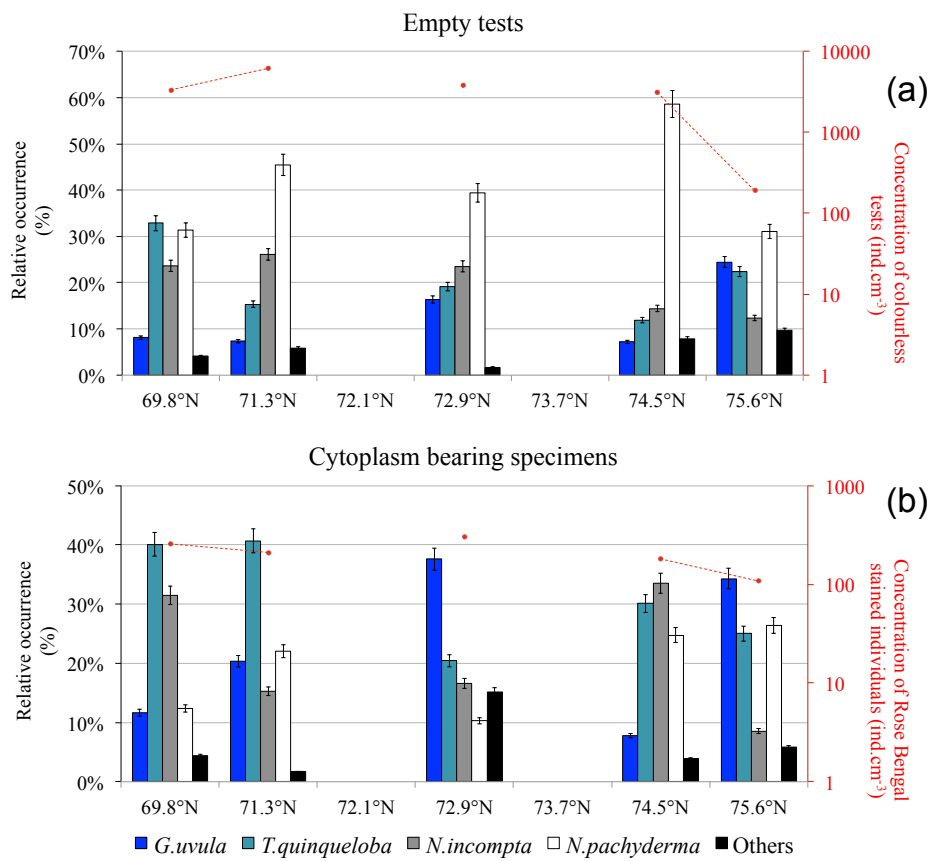 Empty tests
70%
60%
50%
40%
30%
20%
10%
0%
Relative occurrence
(%)
10000
1000
100
10
1
Concentration of colourless
tests (ind.cm-3)
(a)
69.8°N 71.3°N 72.1°N 72.9°N 73.7°N 74.5°N 75.6°N
Cytoplasm bearing specimens
50%
40%
30%
20%
10%
0%
Relative occurrence
(%)
1000
100
10
1
Concentration of Rose Bengal
stained individuals (ind.cm-3)
(b)
69.8°N 71.3°N 72.1°N 72.9°N 73.7°N 74.5°N 75.6°N
G.uvula T.quinqueloba N.incompta N.pachyderma Others